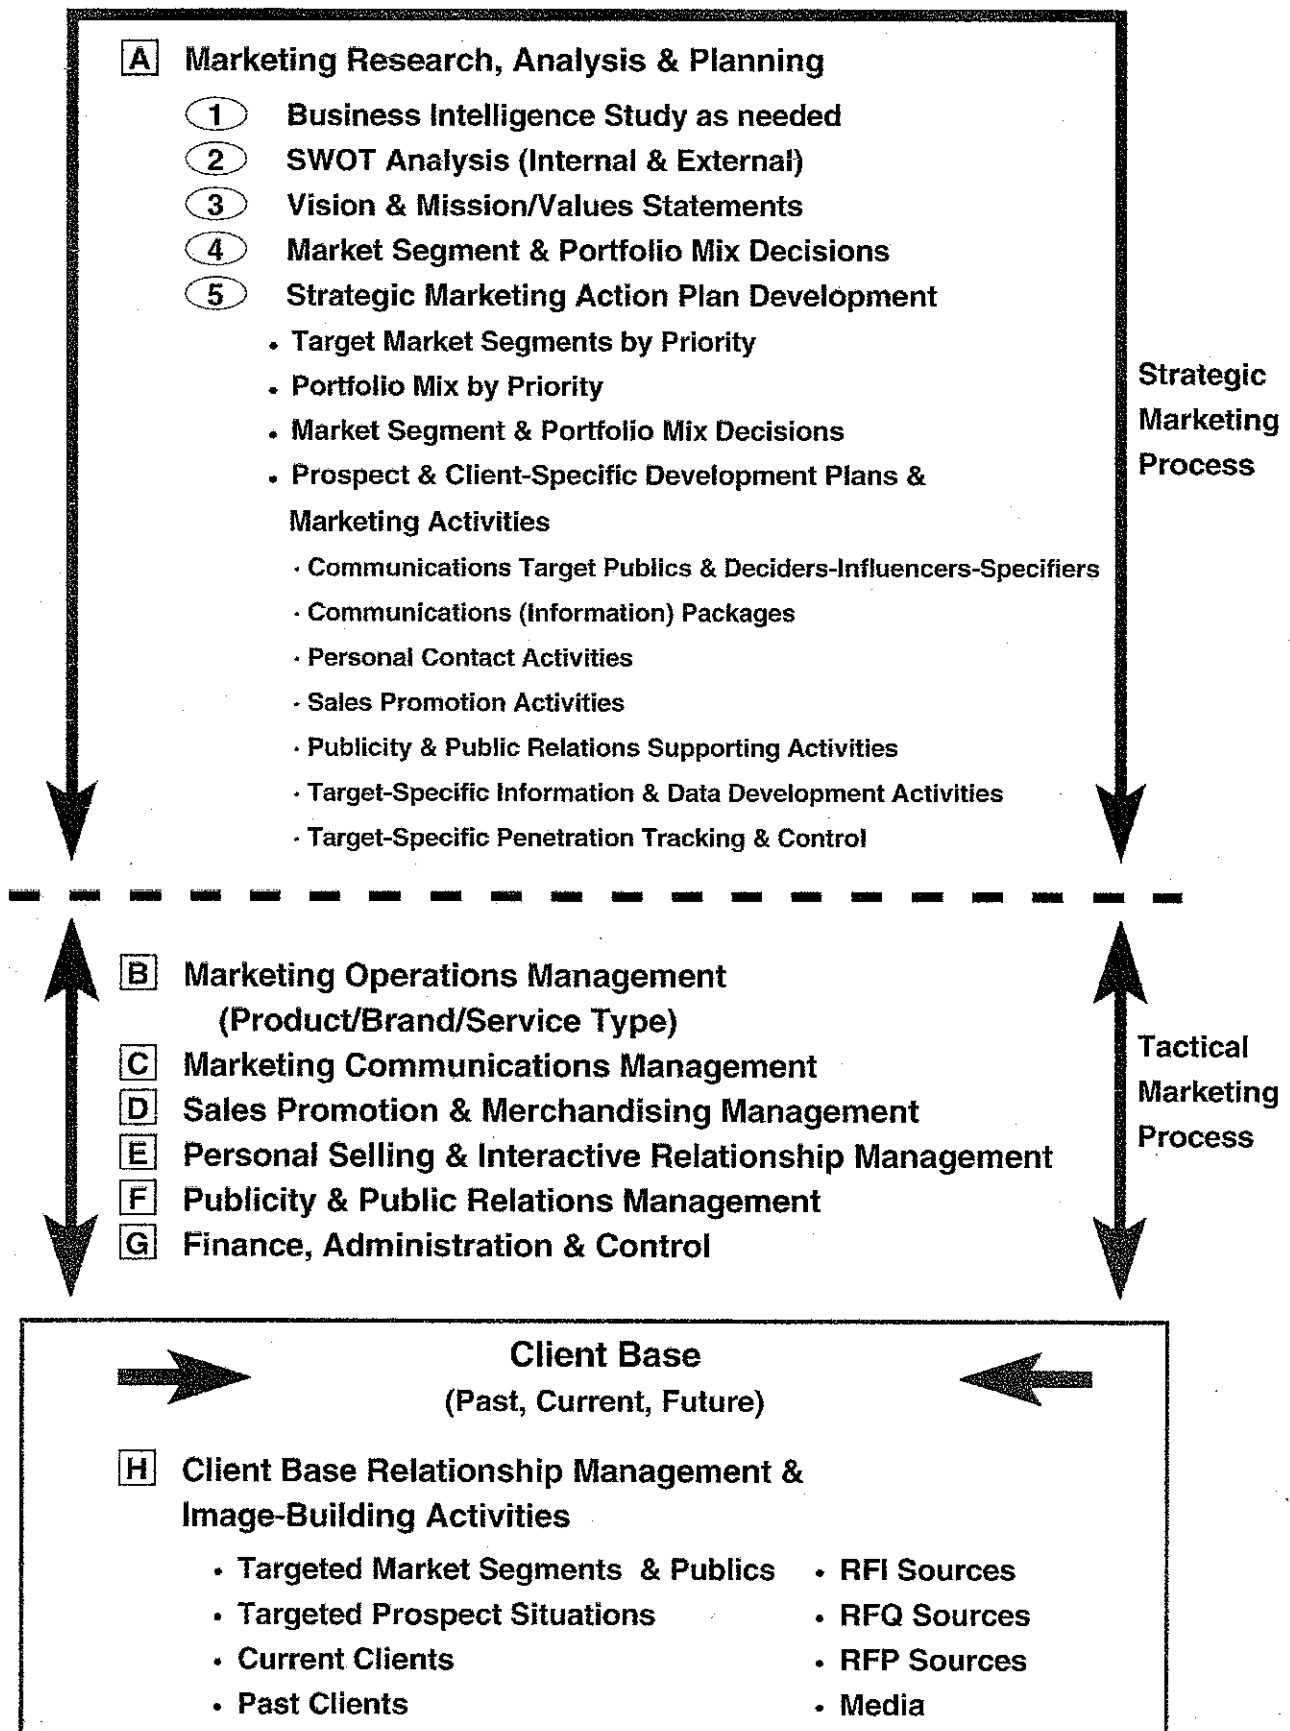 A Marketing Research, Analysis & Planning
1 Business Intelligence Study as needed
2 SWOT Analysis (Internal & External)
3 Vision & Mission/Values Statements
4 Market Segment & Portfolio Mix Decisions
5 Strategic Marketing Action Plan Development
• Target Market Segments by Priority
• Portfolio Mix by Priority
• Market Segment & Portfolio Mix Decisions
• Prospect & Client-Specific Development Plans &
Marketing Activities
· Communications Target Publics & Deciders-Influencers-Specifiers
· Communications (Information) Packages
· Personal Contact Activities
· Sales Promotion Activities
· Publicity & Public Relations Supporting Activities
· Target-Specific Information & Data Development Activities
· Target-Specific Penetration Tracking & Control
Strategic
Marketing
Process
B Marketing Operations Management
(Product/Brand/Service Type)
C Marketing Communications Management
D Sales Promotion & Merchandising Management
E Personal Selling & Interactive Relationship Management
F Publicity & Public Relations Management
G Finance, Administration & Control
Tactical
Marketing
Process
Client Base
(Past, Current, Future)
H Client Base Relationship Management &
Image-Building Activities
• Targeted Market Segments & Publics
• Targeted Prospect Situations
• Current Clients
• Past Clients
• RFI Sources
• RFQ Sources
• RFP Sources
• Media